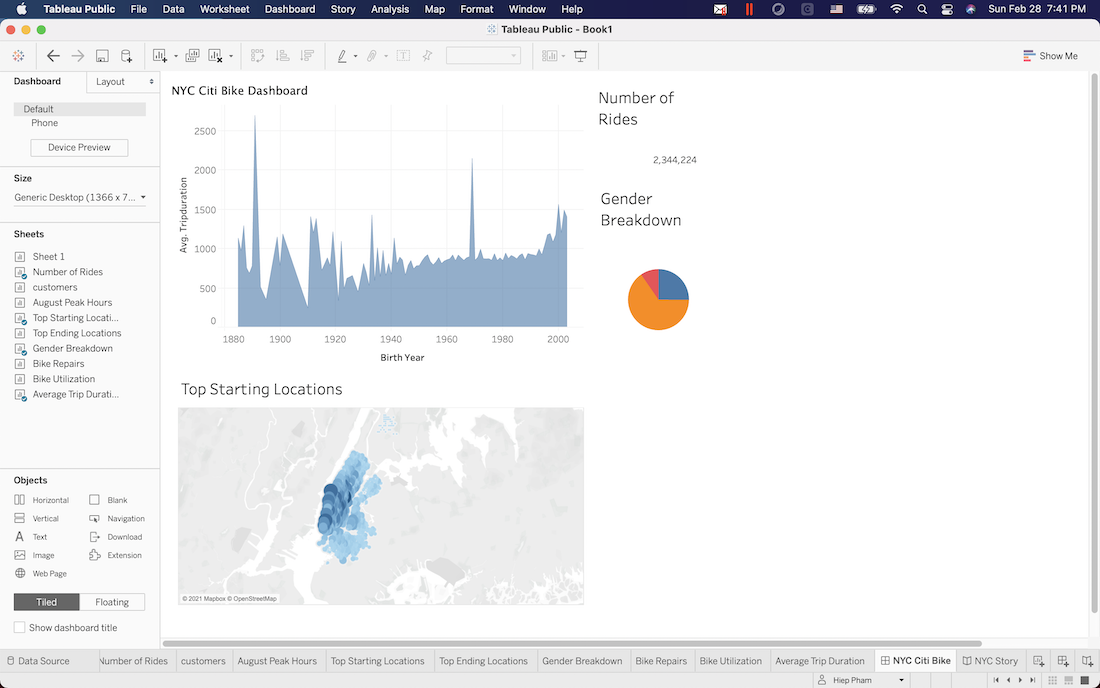 Tableau Public File Data Worksheet Dashboard Story Analysis Map Format Window Help Sun Feb 28 7:41 PM
Tableau Public - Book1
Show Me
Dashboard Layout
Default
Phone
Device Preview
Size
Generic Desktop (1366 x 7...
Sheets
Sheet 1
Number of Rides
customers
August Peak Hours
Top Starting Locati...
Top Ending Locations
Gender Breakdown
Bike Repairs
Bike Utilization
Average Trip Durati...
Objects
Horizontal Blank
Vertical Navigation
Text Download
Image Extension
Web Page
Tiled Floating
Show dashboard title
NYC Citi Bike Dashboard
Avg. Tripduration
2500
2000
1500
1000
500
0
1880 1900 1920 1940 1960 1980 2000
Birth Year
Number of
Rides
2,344,224
Gender
Breakdown
Top Starting Locations
© 2021 Mapbox © OpenStreetMap
Data Source Number of Rides customers August Peak Hours Top Starting Locations Top Ending Locations Gender Breakdown Bike Repairs Bike Utilization Average Trip Duration NYC Citi Bike NYC Story
Hiep Pham